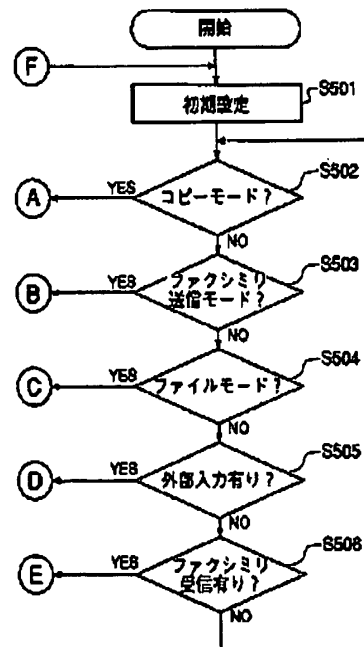 開始
F
S501
初期設定
S502
A
YES
コピーモード?
NO
S503
B
YES
ファクシミリ
送信モード?
NO
S504
C
YES
ファイルモード?
NO
S505
D
YES
外部入力有り?
NO
S506
E
YES
ファクシミリ
受信有り?
NO